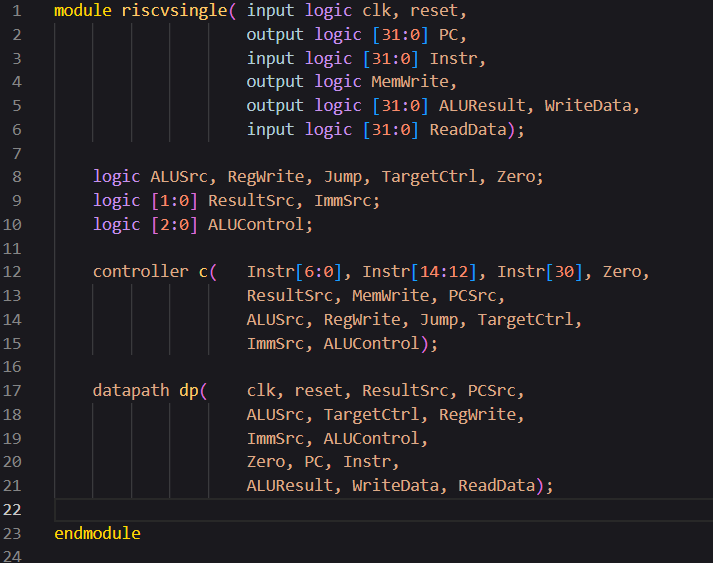 1 module riscvsingle( input logic clk, reset,
2 output logic [31:0] PC,
3 input logic [31:0] Instr,
4 output logic MemWrite,
5 output logic [31:0] ALUResult, WriteData,
6 input logic [31:0] ReadData);
7
8 logic ALUSrc, RegWrite, Jump, TargetCtrl, Zero;
9 logic [1:0] ResultSrc, ImmSrc;
10 logic [2:0] ALUControl;
11
12 controller c( Instr[6:0], Instr[14:12], Instr[30], Zero,
13 ResultSrc, MemWrite, PCSrc,
14 ALUSrc, RegWrite, Jump, TargetCtrl,
15 ImmSrc, ALUControl);
16
17 datapath dp( clk, reset, ResultSrc, PCSrc,
18 ALUSrc, TargetCtrl, RegWrite,
19 ImmSrc, ALUControl,
20 Zero, PC, Instr,
21 ALUResult, WriteData, ReadData);
22
23 endmodule
24